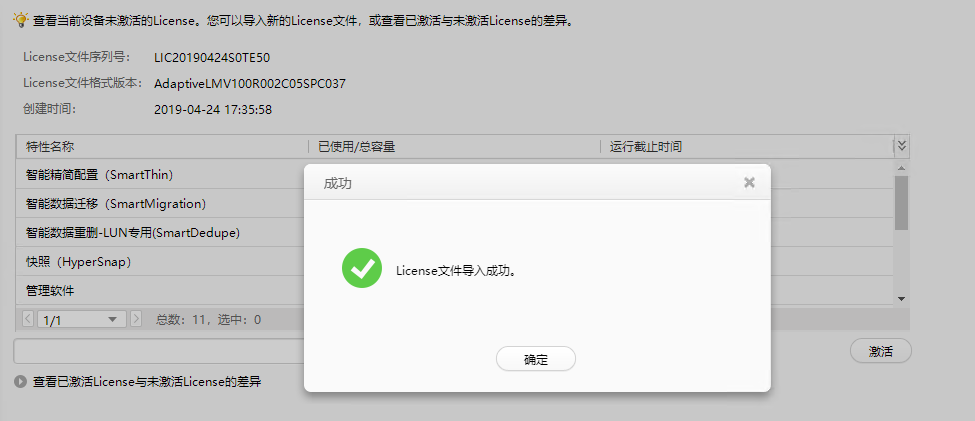 查看当前设备未激活的License。您可以导入新的License文件，或查看已激活与未激活License的差异。
License文件序列号： LIC20190424S0TE50
License文件格式版本： AdaptiveLMV100R002C05SPC037
创建时间： 2019-04-24 17:35:58
特性名称 已使用/总容量 运行截止时间
智能精简配置（SmartThin）
成功
智能数据迁移（SmartMigration）
智能数据重删-LUN专用(SmartDedupe)
快照（HyperSnap）
License文件导入成功。
管理软件
1/1 总数：11，选中：0
激活
确定
查看已激活License与未激活License的差异